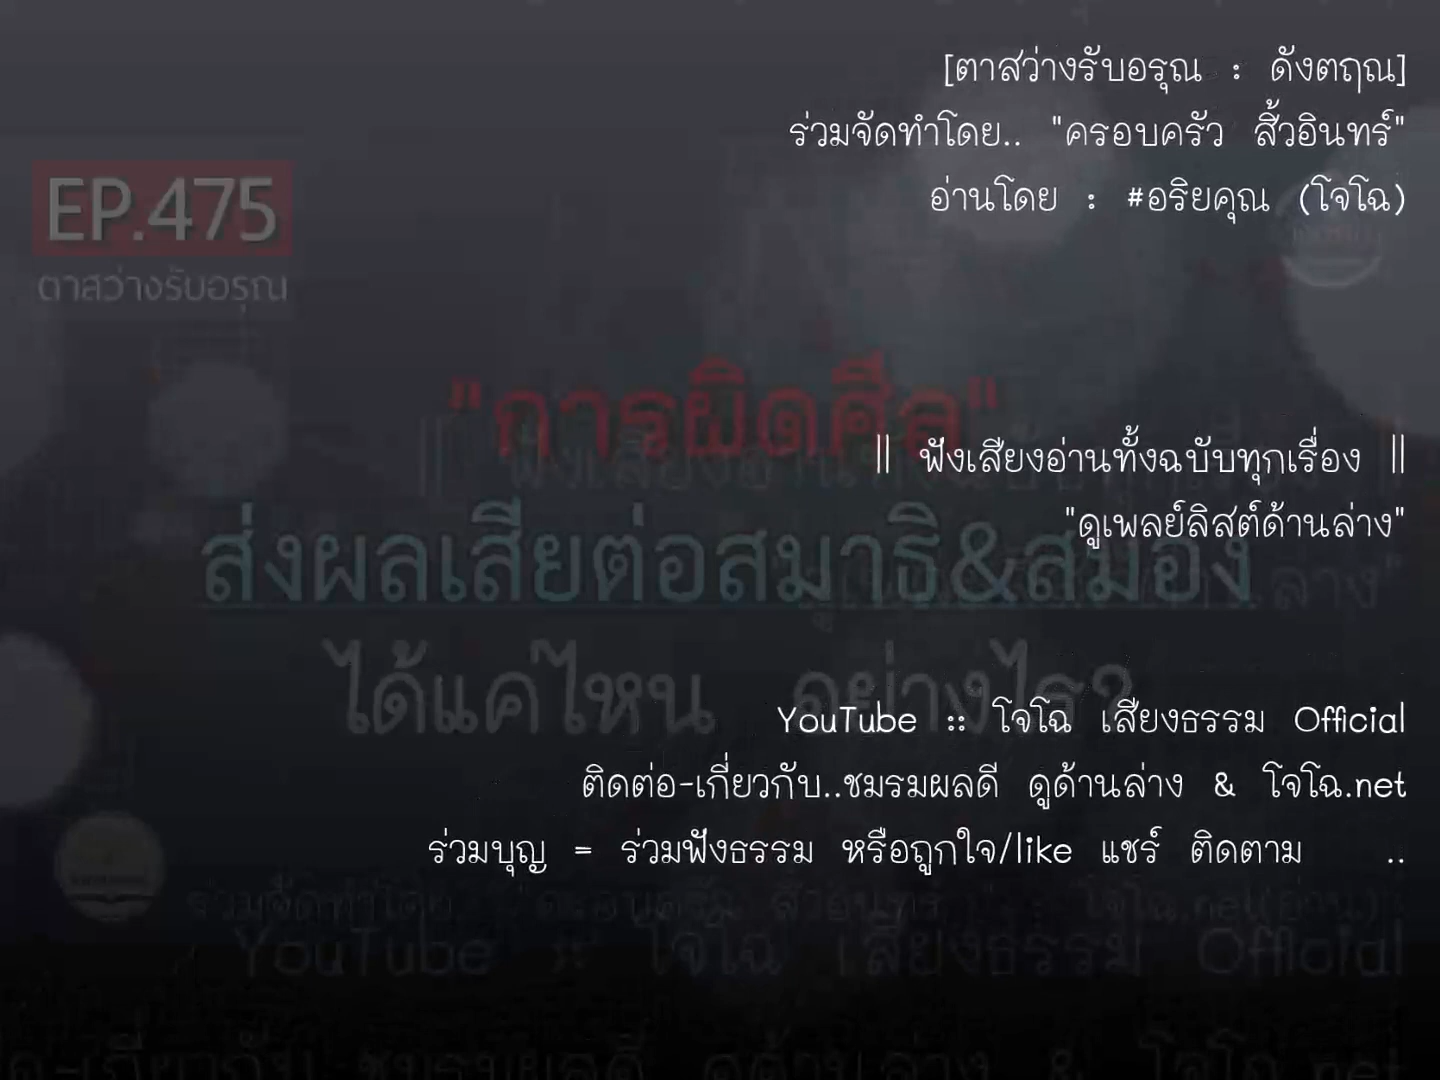 [ตาสว่างรับอรุณ : ดังตฤณ]
ร่วมจัดทำโดย.. "ครอบครัว สิ้วอินทร์"
อ่านโดย : #อริยคุณ (โจโฉ)
EP.475
ตาสว่างรับอรุณ
"การผิดศีล"
|| ฟังเสียงอ่านทั้งฉบับทุกเรื่อง ||
"ดูเพลย์ลิสต์ด้านล่าง"
ส่งผลเสียต่อสมาธิ&สมอง
ได้แค่ไหน อย่างไร?
YouTube :: โจโฉ เสียงธรรม Official
ติดต่อ-เกี่ยวกับ..ชมรมผลดี ดูด้านล่าง & โจโฉ.net
ร่วมบุญ = ร่วมฟังธรรม หรือถูกใจ/like แชร์ ติดตาม ..
YouTube :: โจโฉ เสียงธรรม Official